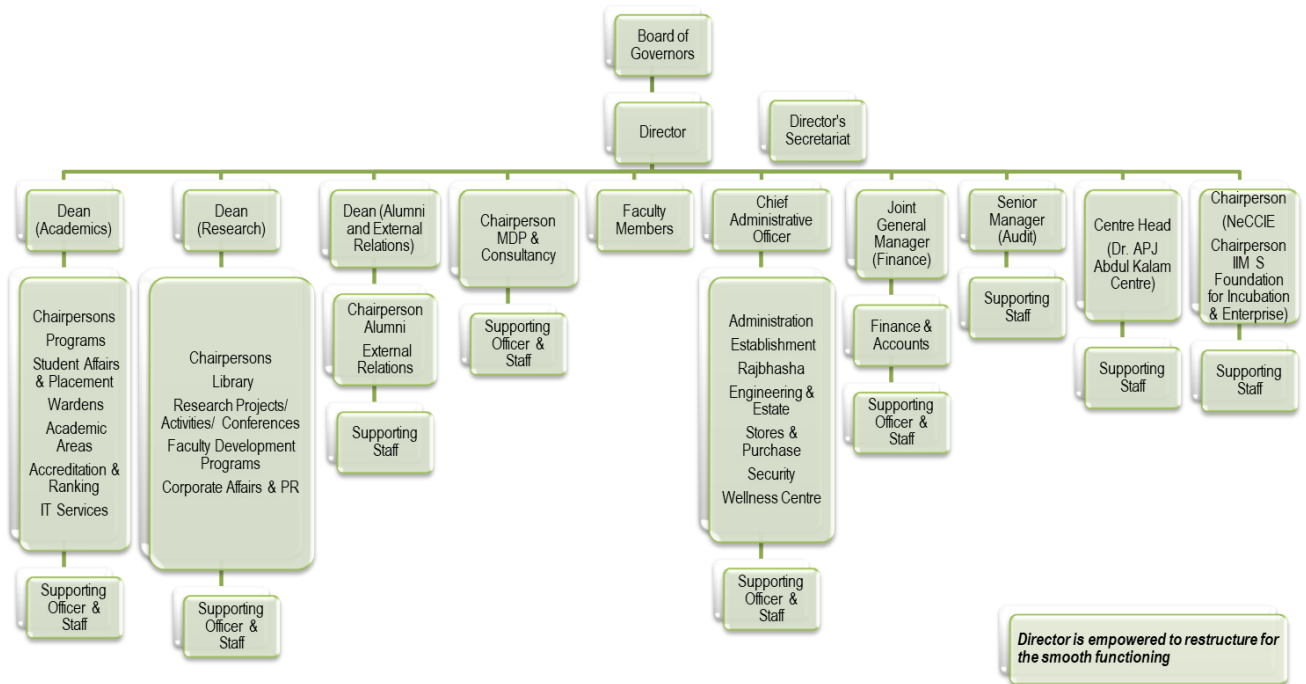 Board of
Governors
Director
Director's
Secretariat
Dean
(Academics)
Dean
(Research)
Dean (Alumni
and External
Relations)
Chairperson
MDP &
Consultancy
Faculty
Members
Chief
Administrative
Officer
Joint
General
Manager
(Finance)
Senior
Manager
(Audit)
Centre Head
(Dr. APJ
Abdul Kalam
Centre)
Chairperson
(NeCCIE
Chairperson
IIM S
Foundation
for Incubation
& Enterprise)
Chairpersons
Programs
Student Affairs
& Placement
Wardens
Academic
Areas
Accreditation &
Ranking
IT Services
Chairpersons
Library
Research Projects/
Activities/ Conferences
Faculty Development
Programs
Corporate Affairs & PR
Chairperson
Alumni
External
Relations
Supporting
Officer &
Staff
Administration
Establishment
Rajbhasha
Engineering &
Estate
Stores &
Purchase
Security
Wellness Centre
Finance &
Accounts
Supporting
Staff
Supporting
Staff
Supporting
Staff
Supporting
Staff
Supporting
Officer &
Staff
Supporting
Officer &
Staff
Supporting
Officer &
Staff
Supporting
Officer &
Staff
Director is empowered to restructure for
the smooth functioning